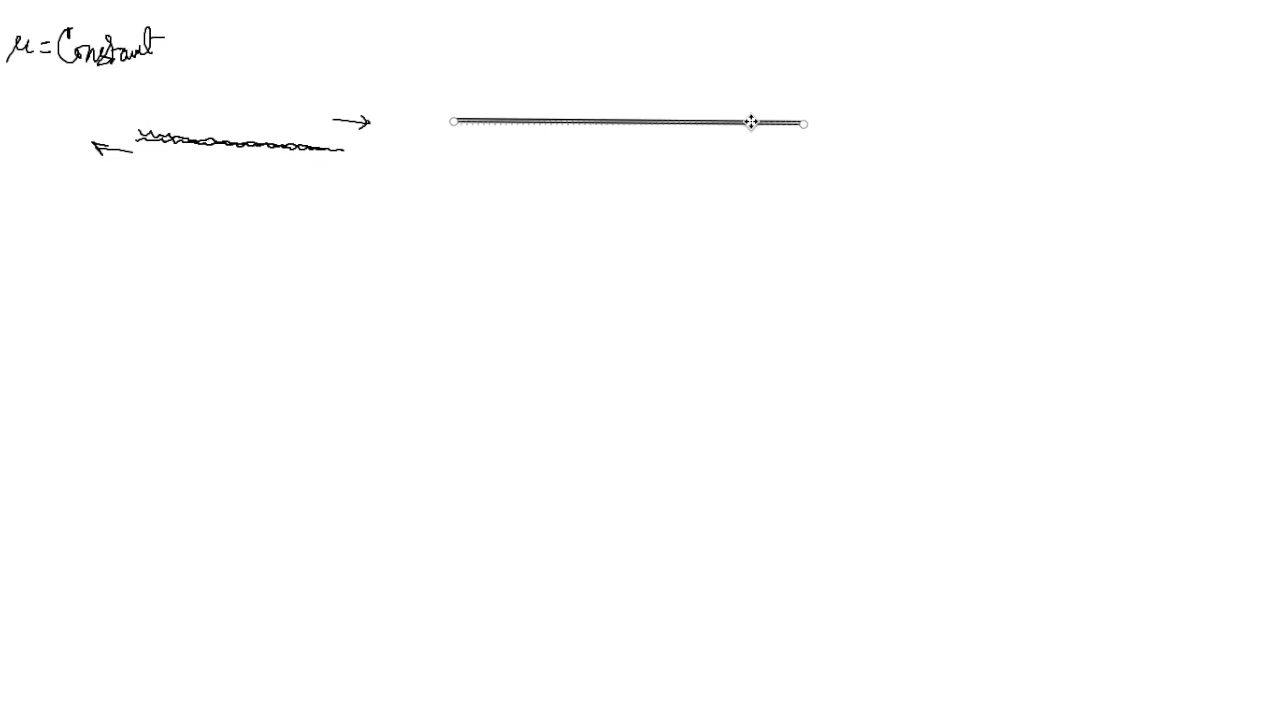 μ = Constant